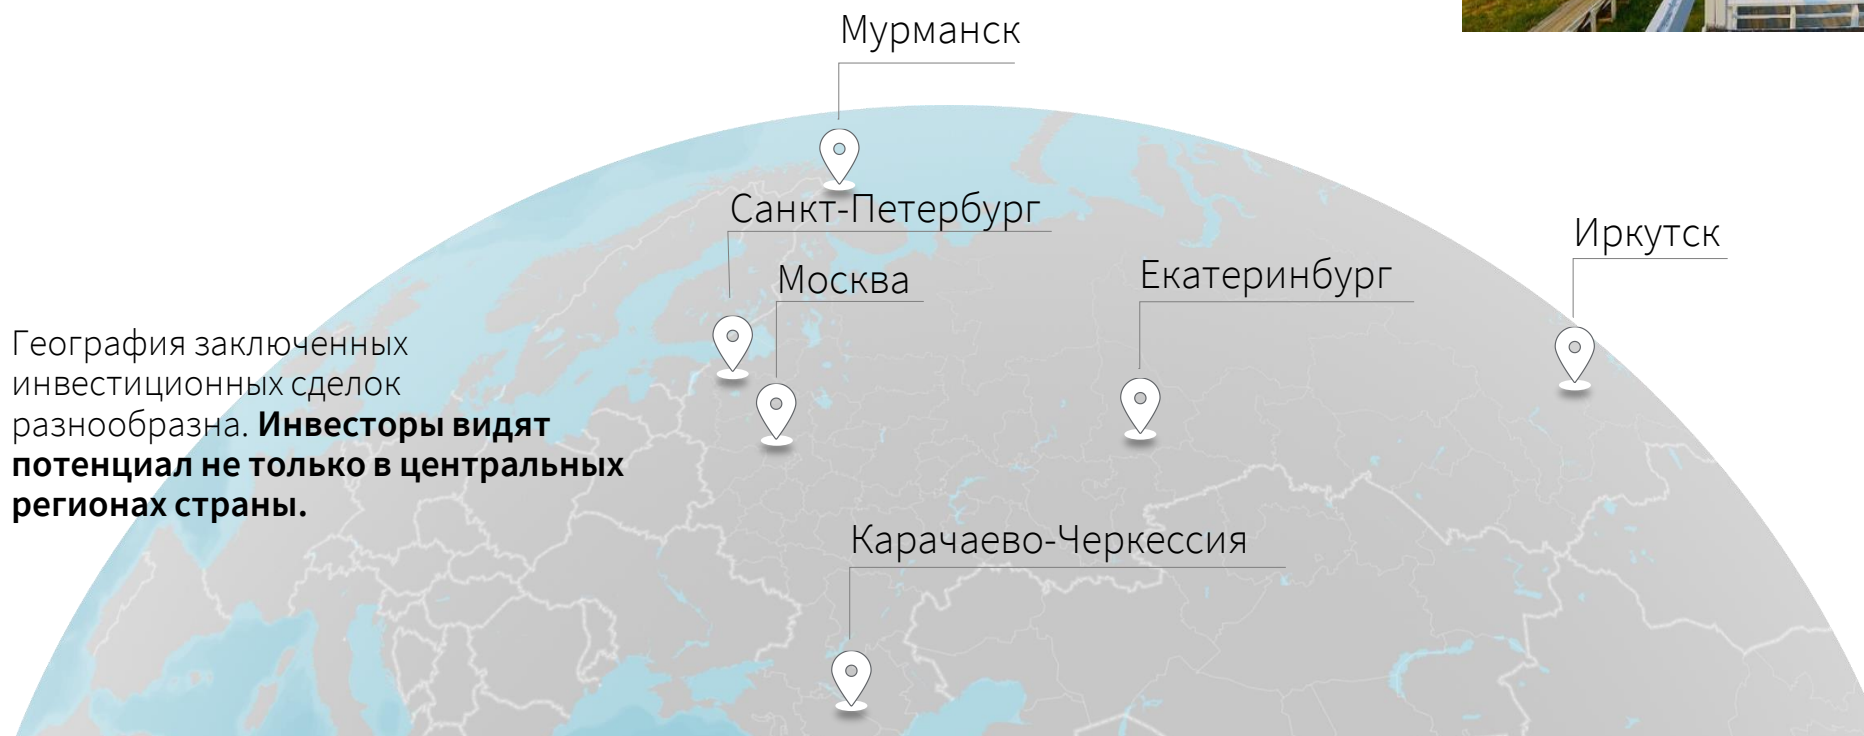 Мурманск
Санкт-Петербург
Иркутск
Москва
Екатеринбург
География заключенных
инвестиционных сделок
разнообразна. Инвесторы видят
потенциал не только в центральных
регионах страны.
Карачаево-Черкессия